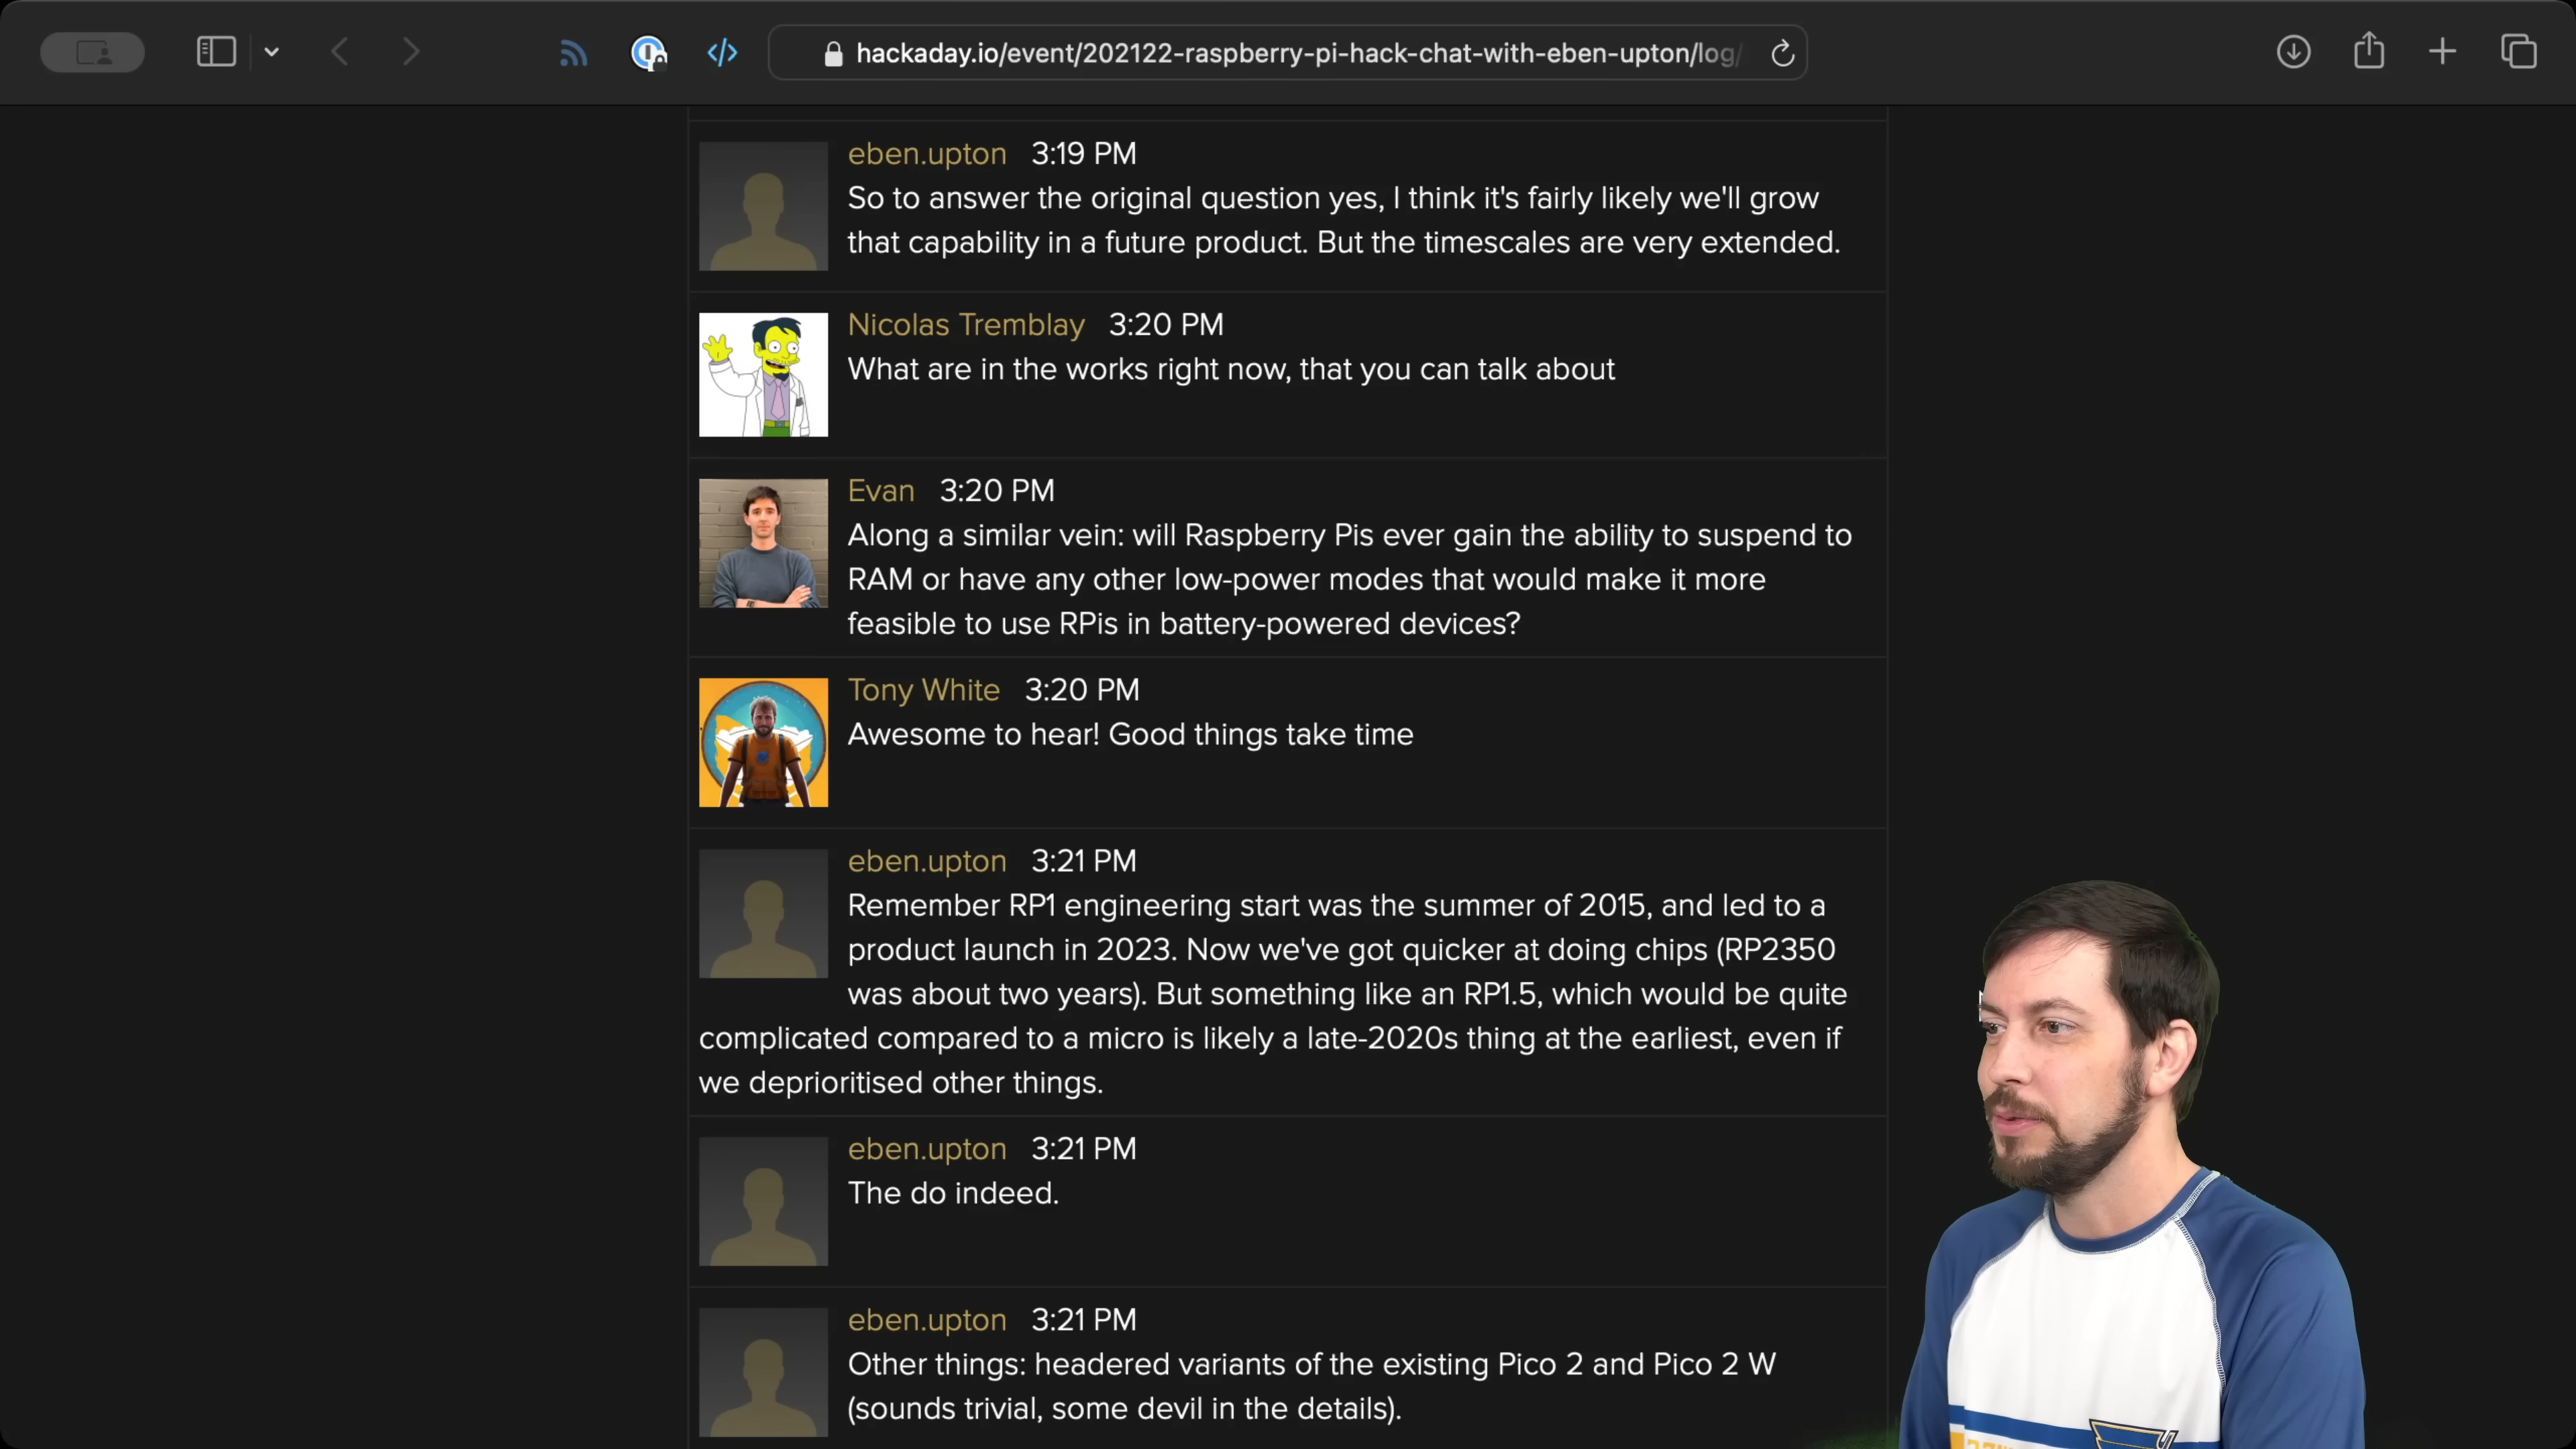 hackaday.io/event/202122-raspberry-pi-hack-chat-with-eben-upton/log/
eben.upton 3:19 PM
So to answer the original question yes, I think it's fairly likely we'll grow
that capability in a future product. But the timescales are very extended.
Nicolas Tremblay 3:20 PM
What are in the works right now, that you can talk about
Evan 3:20 PM
Along a similar vein: will Raspberry Pis ever gain the ability to suspend to
RAM or have any other low-power modes that would make it more
feasible to use RPis in battery-powered devices?
Tony White 3:20 PM
Awesome to hear! Good things take time
eben.upton 3:21 PM
Remember RP1 engineering start was the summer of 2015, and led to a
product launch in 2023. Now we've got quicker at doing chips (RP2350
was about two years). But something like an RP1.5, which would be quite
complicated compared to a micro is likely a late-2020s thing at the earliest, even if
we deprioritised other things.
eben.upton 3:21 PM
The do indeed.
eben.upton 3:21 PM
Other things: headered variants of the existing Pico 2 and Pico 2 W
(sounds trivial, some devil in the details).